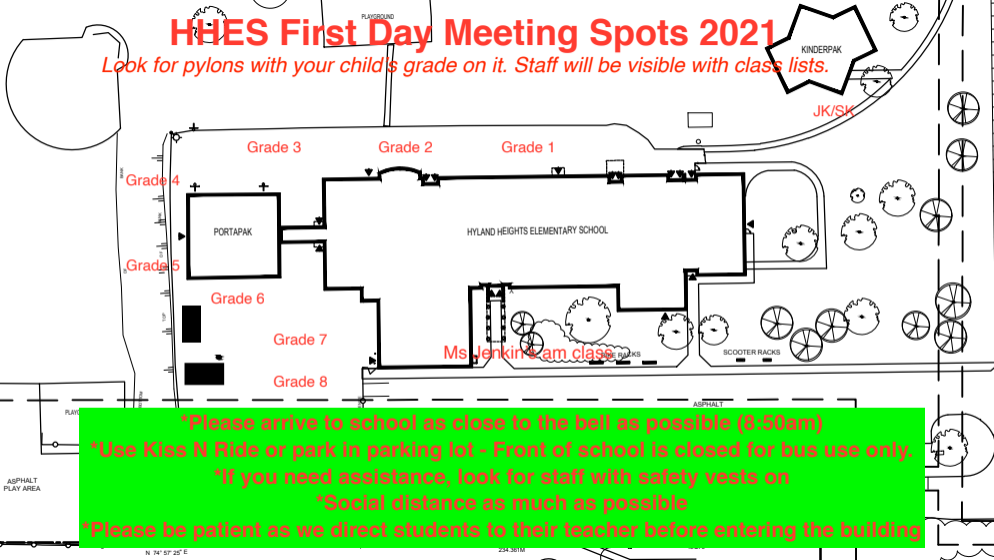 PLAYGROUND
HHES First Day Meeting Spots 2021
KINDERPAK
Look for pylons with your child's grade on it. Staff will be visible with class lists.
JK/SK
Grade 3
Grade 2
Grade 1
Grade 4
PORTAPAK
HYLAND HEIGHTS ELEMENTARY SCHOOL
Grade 5
Grade 6
Grade 7
Ms Jenkin's am class
RACKS
SCOOTER RACKS
Grade 8
ASPHALT
*Please arrive to school as close to the bell as possible (8:50am)
*Use Kiss N Ride or park in parking lot - Front of school is closed for bus use only.
*If you need assistance, look for staff with safety vests on
ASPHALT
PLAY AREA
*Social distance as much as possible
*Please be patient as we direct students to their teacher before entering the building
N 74° 57' 25" E
234.381M